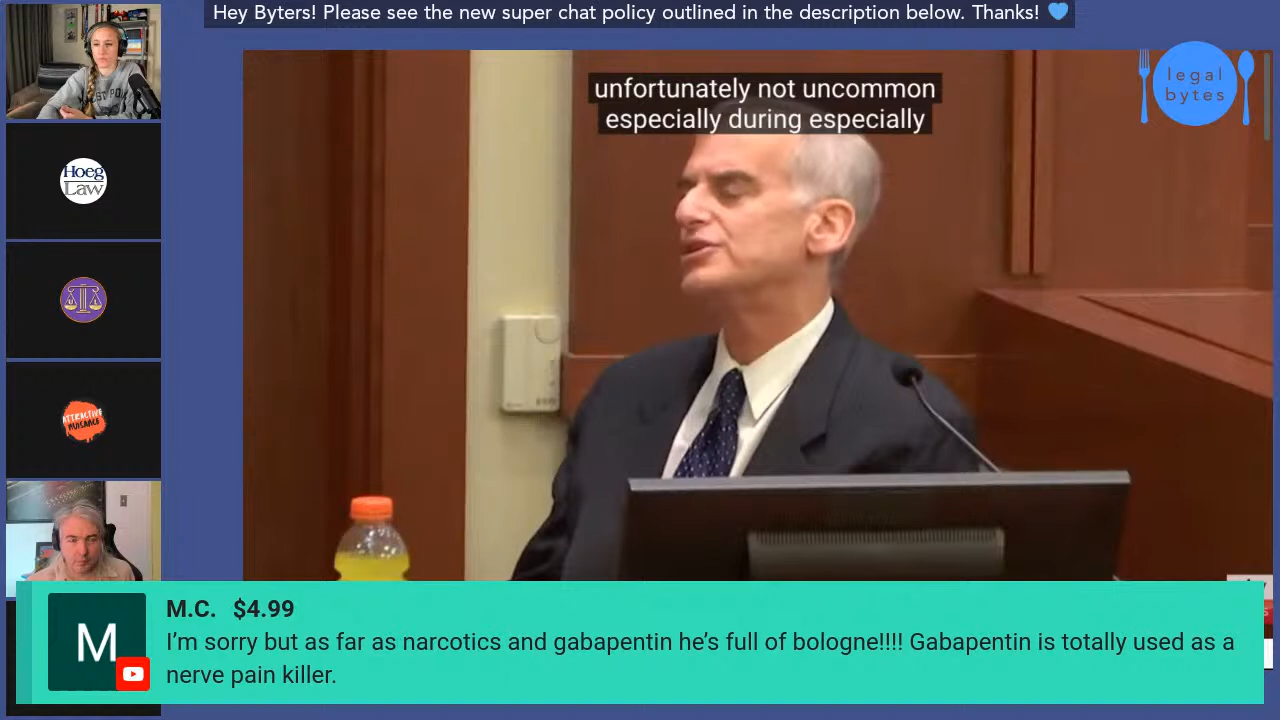 Hey Byters! Please see the new super chat policy outlined in the description below. Thanks! 💙
legal
bytes
unfortunately not uncommon
especially during especially
Hoeg
Law
ATTRACTIVE
NUISANCE
M
M.C. $4.99
I’m sorry but as far as narcotics and gabapentin he’s full of bologne!!!! Gabapentin is totally used as a
nerve pain killer.